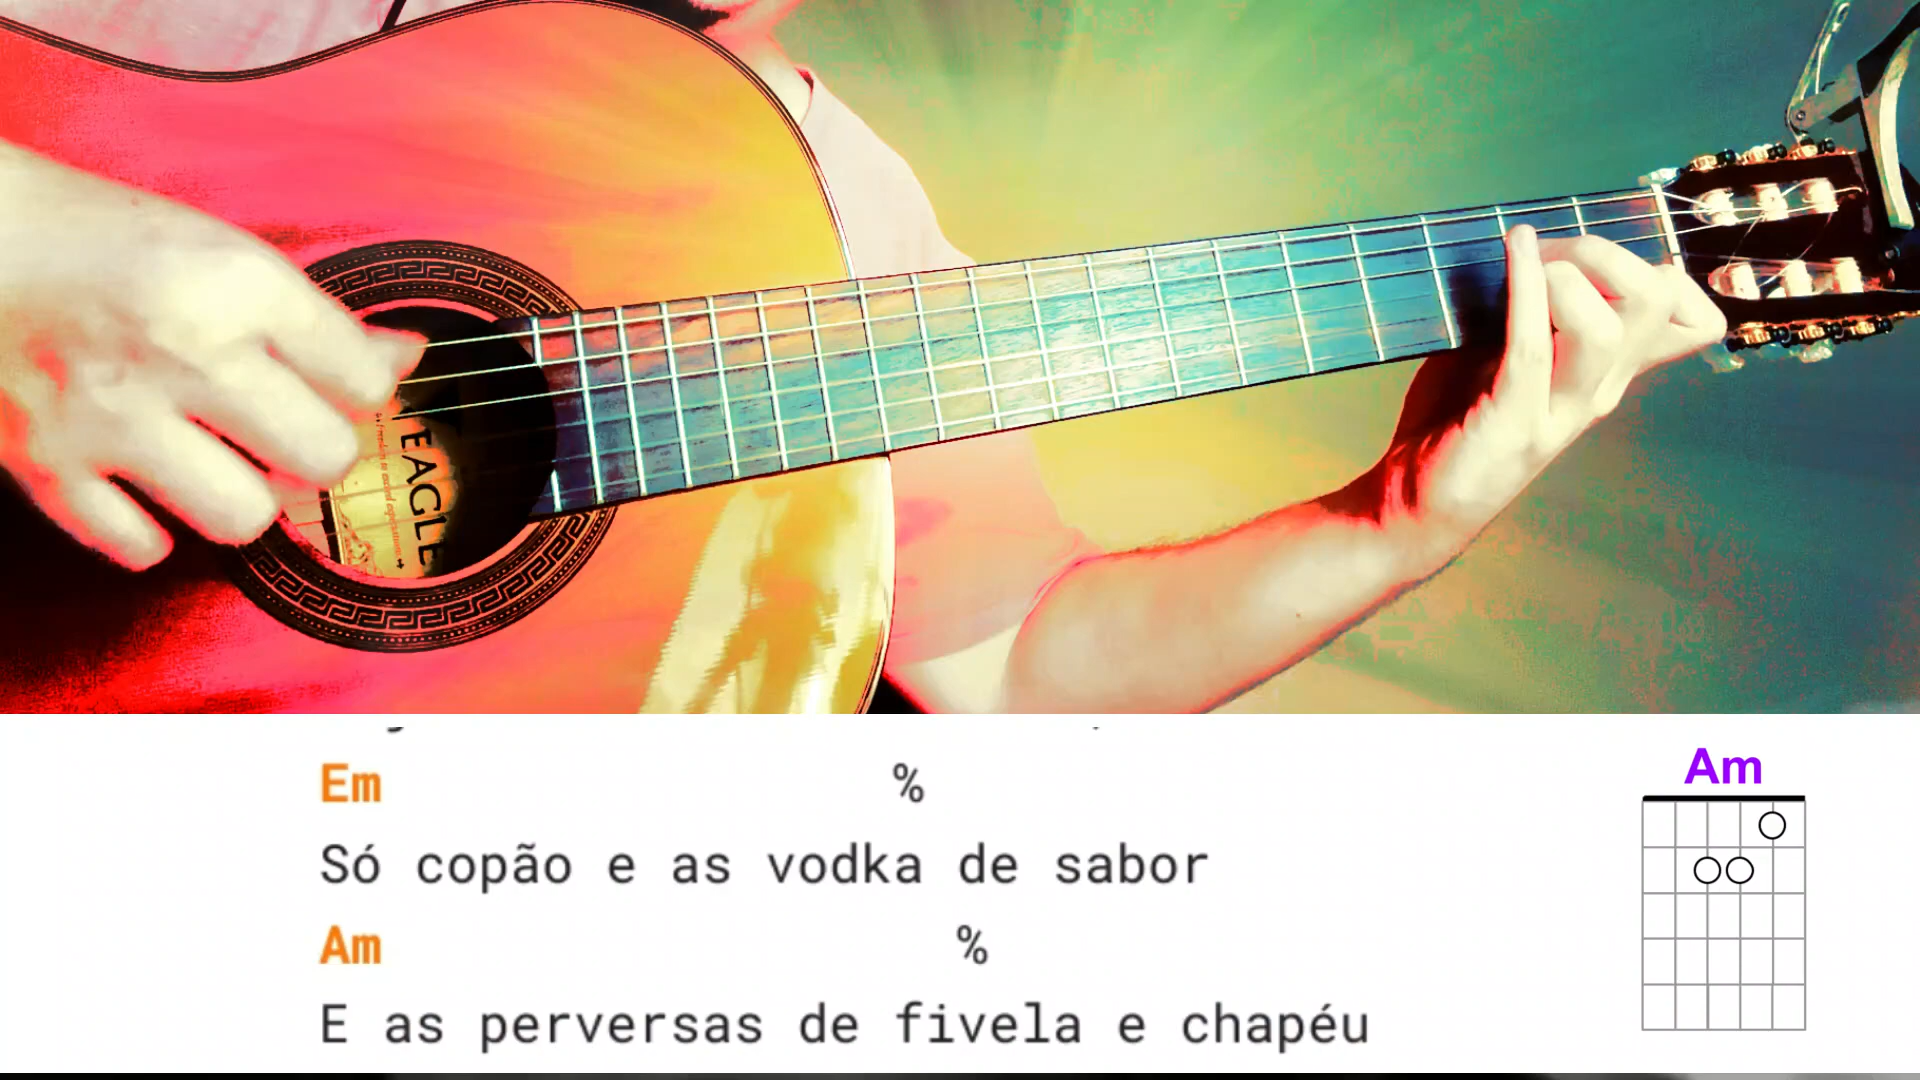 EAGLE
Em %
Só copão e as vodka de sabor
Am %
E as perversas de fivela e chapéu
Am